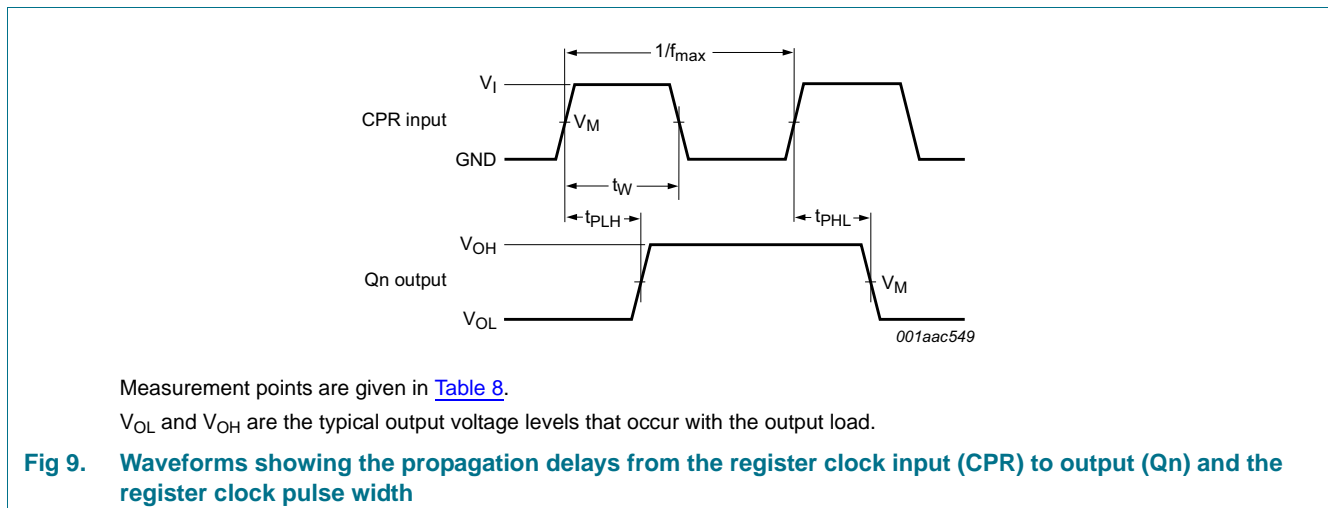 1/fmax
VI
CPR input
VM
GND
tW
tPLH
tPHL
VOH
Qn output
VM
VOL
001aac549
Measurement points are given in Table 8.
VOL and VOH are the typical output voltage levels that occur with the output load.
Fig 9. Waveforms showing the propagation delays from the register clock input (CPR) to output (Qn) and the
register clock pulse width